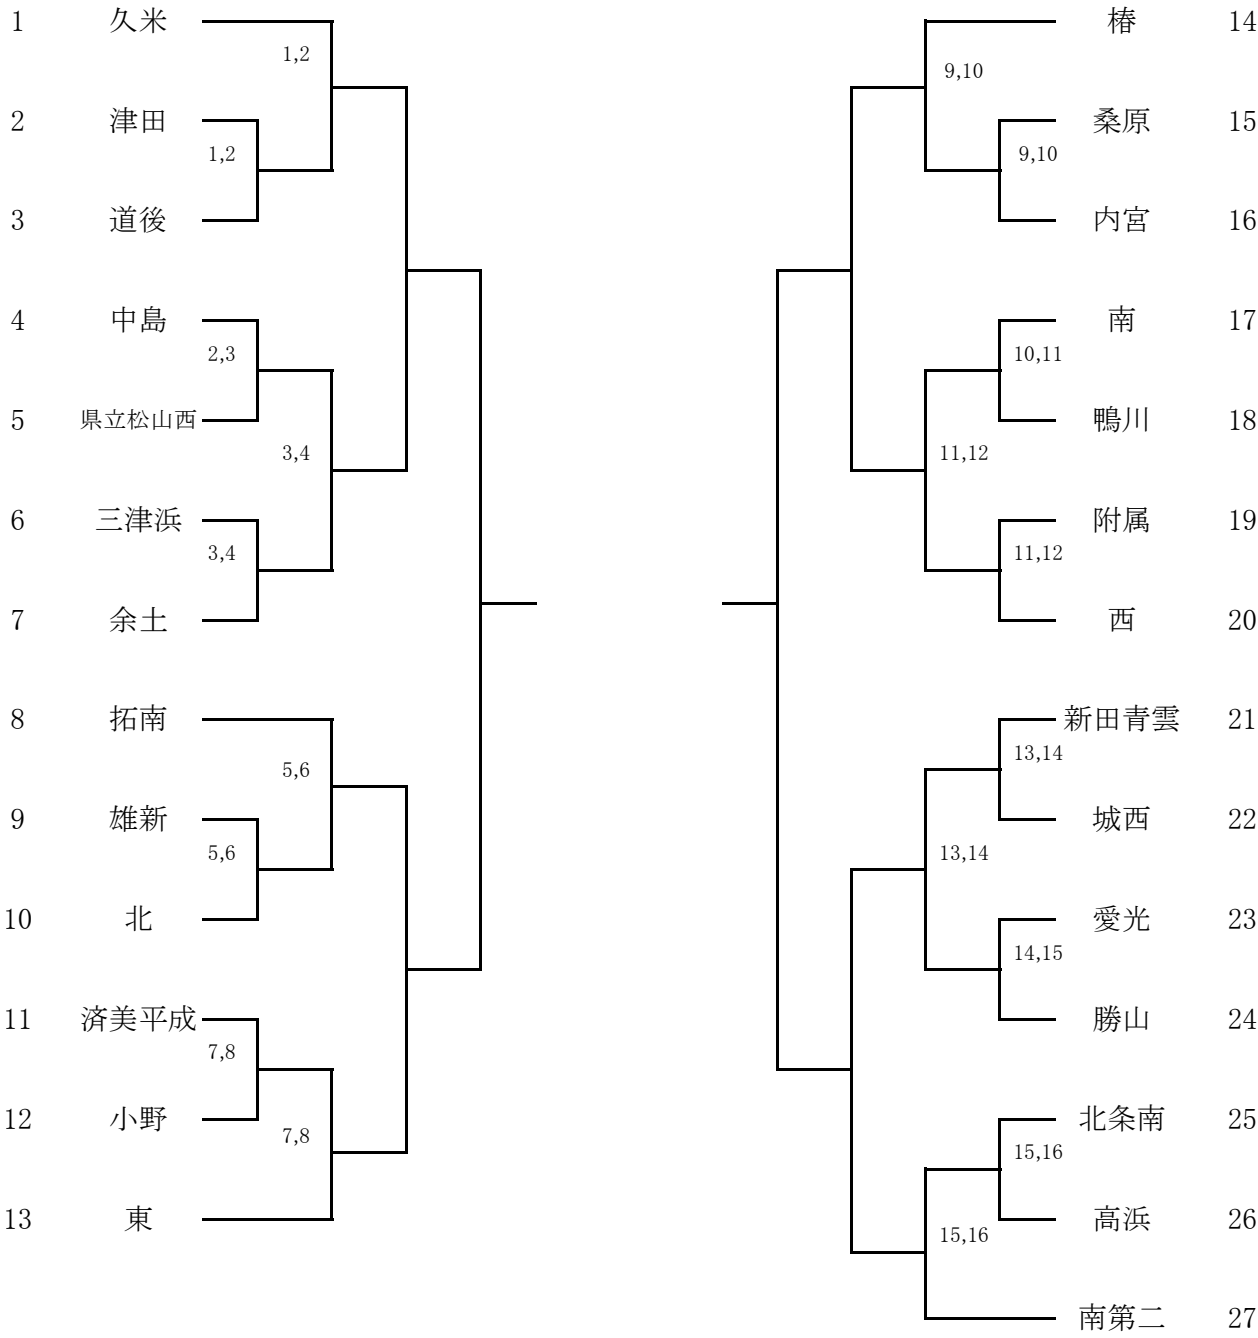 1 久米
1,2
2 津田
1,2
3 道後
4 中島
2,3
5 県立松山西
3,4
6 三津浜
3,4
7 余土
8 拓南
5,6
9 雄新
5,6
10 北
11 済美平成
7,8
12 小野
7,8
13 東
椿 14
9,10
桑原 15
9,10
内宮 16
南 17
10,11
鴨川 18
11,12
附属 19
11,12
西 20
新田青雲 21
13,14
城西 22
13,14
愛光 23
14,15
勝山 24
北条南 25
15,16
高浜 26
15,16
南第二 27